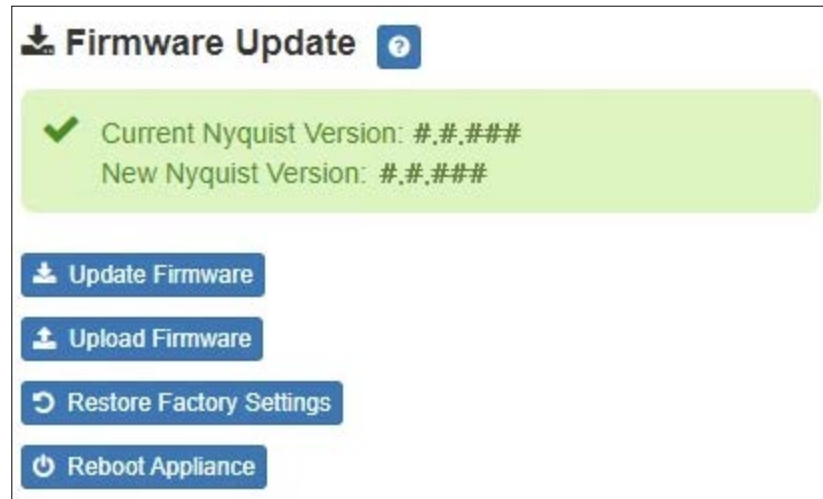 Firmware Update ?
Current Nyquist Version: #.#.###
New Nyquist Version: #.#.###
Update Firmware
Upload Firmware
Restore Factory Settings
Reboot Appliance